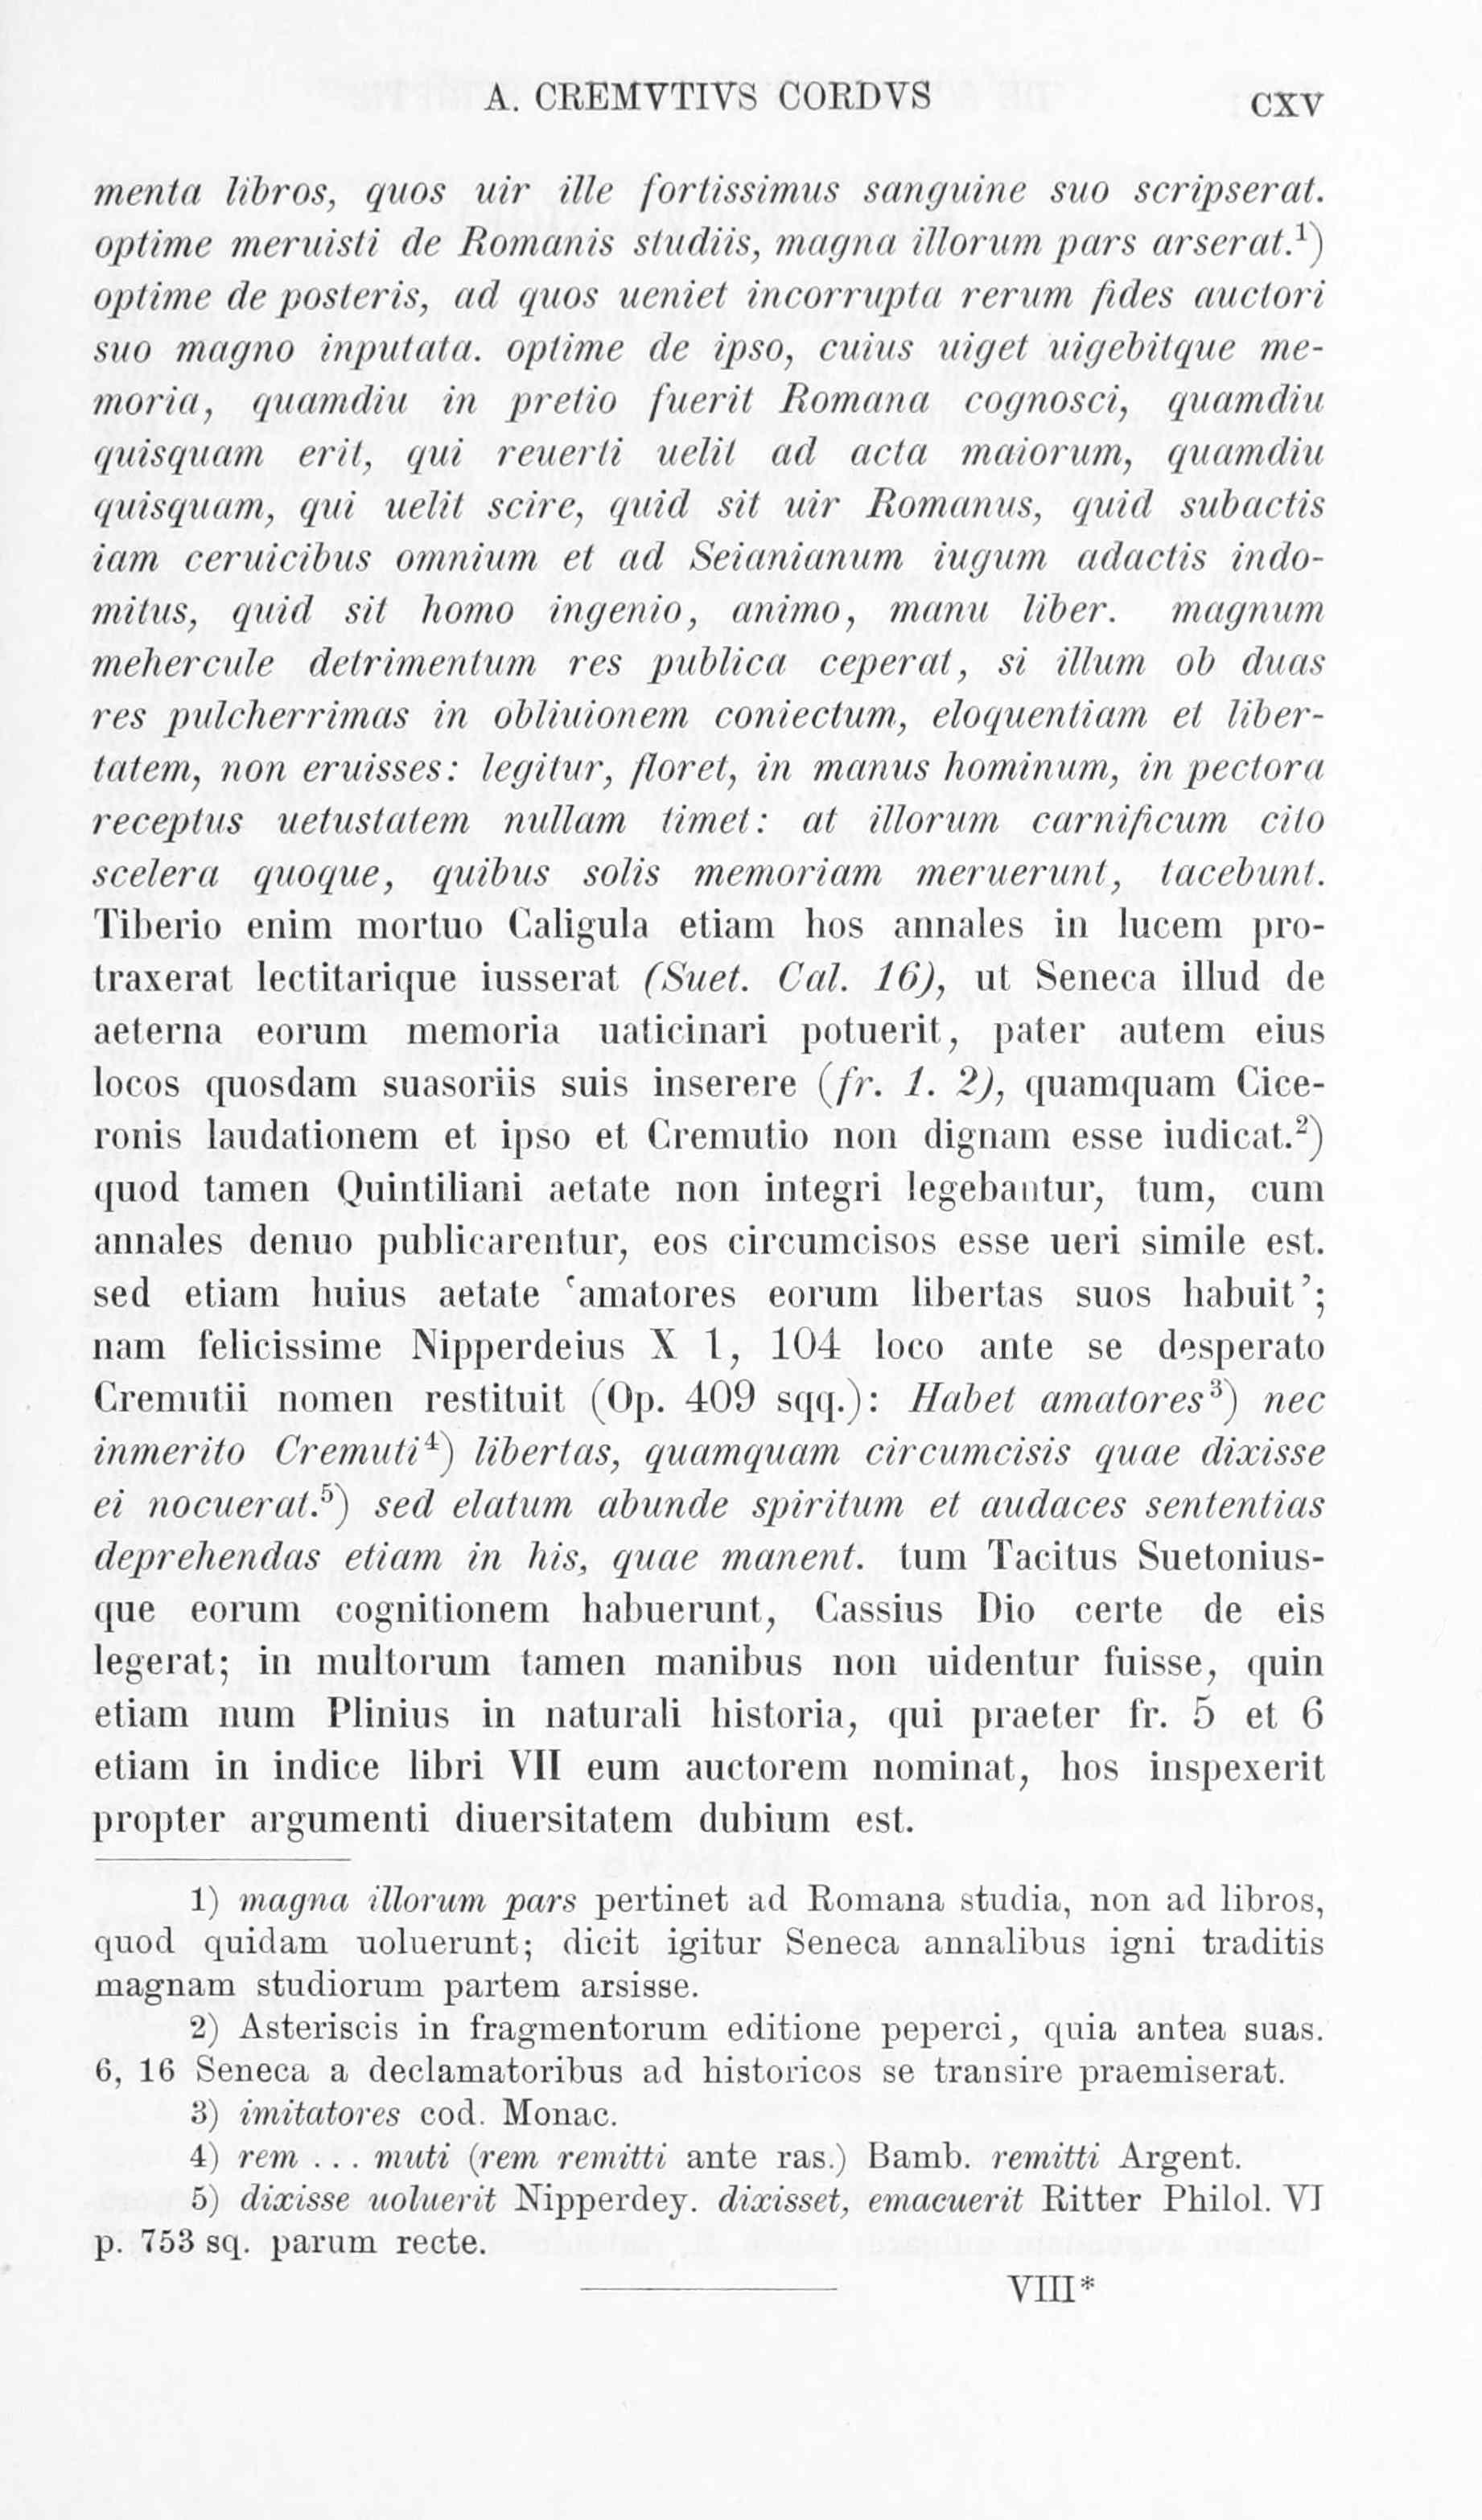 A. CREMVTIVS CORDVS CXV
menta libros, quos uir ille fortissimus sanguine suo scripserat.
optime meruisti de Romanis studiis, magna illorum pars arserat.¹)
optime de posteris, ad quos ueniet incorrupta rerum fides auctori
suo magno inputata. optime de ipso, cuius uiget uigebitque me-
moria, quamdiu in pretio fuerit Romana cognosci, quamdiu
quisquam erit, qui reuerti uelit ad acta maiorum, quamdiu
quisquam, qui uelit scire, quid sit uir Romanus, quid subactis
iam ceruicibus omnium et ad Seianianum iugum adactis indo-
mitus, quid sit homo ingenio, animo, manu liber. magnum
mehercule detrimentum res publica ceperat, si illum ob duas
res pulcherrimas in obliuionem coniectum, eloquentiam et liber-
tatem, non eruisses: legitur, floret, in manus hominum, in pectora
receptus uetustatem nullam timet: at illorum carnificum cito
scelera quoque, quibus solis memoriam meruerunt, tacebunt.
Tiberio enim mortuo Caligula etiam hos annales in lucem pro-
traxerat lectitarique iusserat (Suet. Cal. 16), ut Seneca illud de
aeterna eorum memoria uaticinari potuerit, pater autem eius
locos quosdam suasoriis suis inserere (fr. 1. 2), quamquam Cice-
ronis laudationem et ipso et Cremutio non dignam esse iudicat.²)
quod tamen Quintiliani aetate non integri legebantur, tum, cum
annales denuo publicarentur, eos circumcisos esse ueri simile est.
sed etiam huius aetate ‘amatores eorum libertas suos habuit’;
nam felicissime Nipperdeius X 1, 104 loco ante se desperato
Cremutii nomen restituit (Op. 409 sqq.): Habet amatores³) nec
inmerito Cremuti⁴) libertas, quamquam circumcisis quae dixisse
ei nocuerat.⁵) sed elatum abunde spiritum et audaces sententias
deprehendas etiam in his, quae manent. tum Tacitus Suetonius-
que eorum cognitionem habuerunt, Cassius Dio certe de eis
legerat; in multorum tamen manibus non uidentur fuisse, quin
etiam num Plinius in naturali historia, qui praeter fr. 5 et 6
etiam in indice libri VII eum auctorem nominat, hos inspexerit
propter argumenti diuersitatem dubium est.
1) magna illorum pars pertinet ad Romana studia, non ad libros,
quod quidam uoluerunt; dicit igitur Seneca annalibus igni traditis
magnam studiorum partem arsisse.
2) Asteriscis in fragmentorum editione peperci, quia antea suas.
6, 16 Seneca a declamatoribus ad historicos se transire praemiserat.
3) imitatores cod. Monac.
4) rem ... muti (rem remitti ante ras.) Bamb. remitti Argent.
5) dixisse uoluerit Nipperdey. dixisset, emacuerit Ritter Philol. VI
p. 753 sq. parum recte.
VIII*